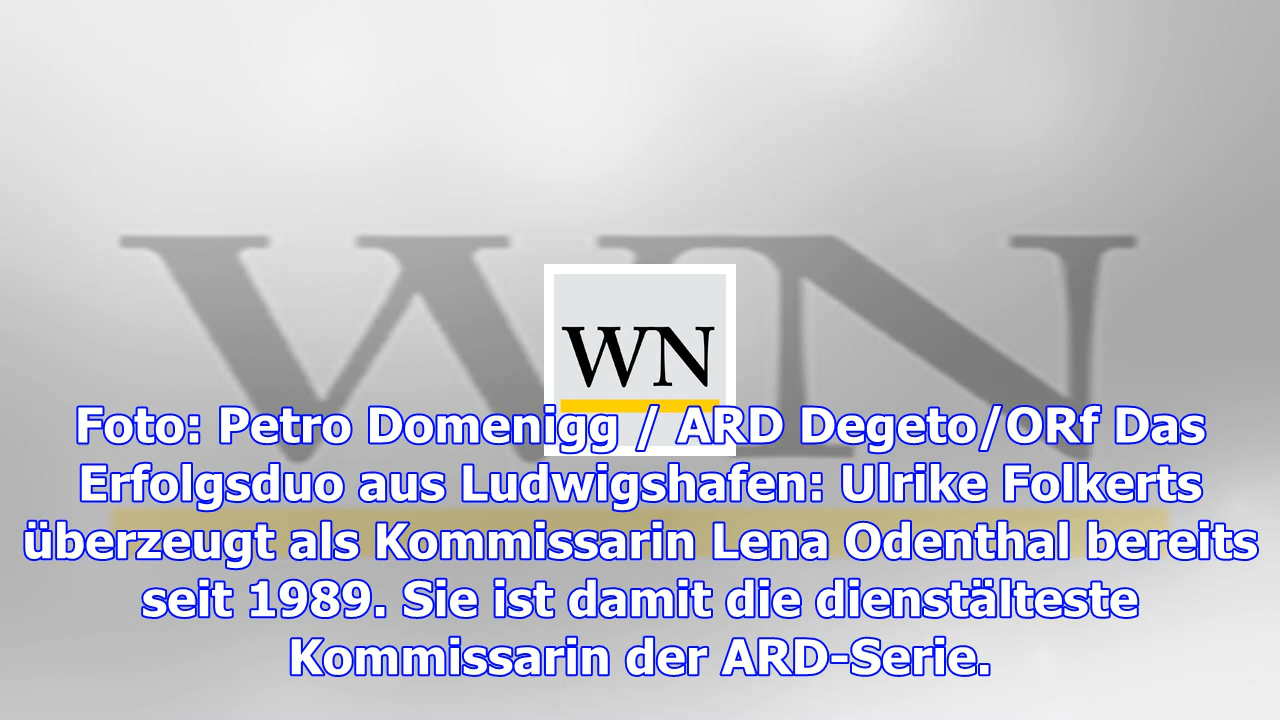 WN
WN
Foto: Petro Domenigg / ARD Degeto/ORf Das
Erfolgsduo aus Ludwigshafen: Ulrike Folkerts
überzeugt als Kommissarin Lena Odenthal bereits
seit 1989. Sie ist damit die dienstälteste
Kommissarin der ARD-Serie.